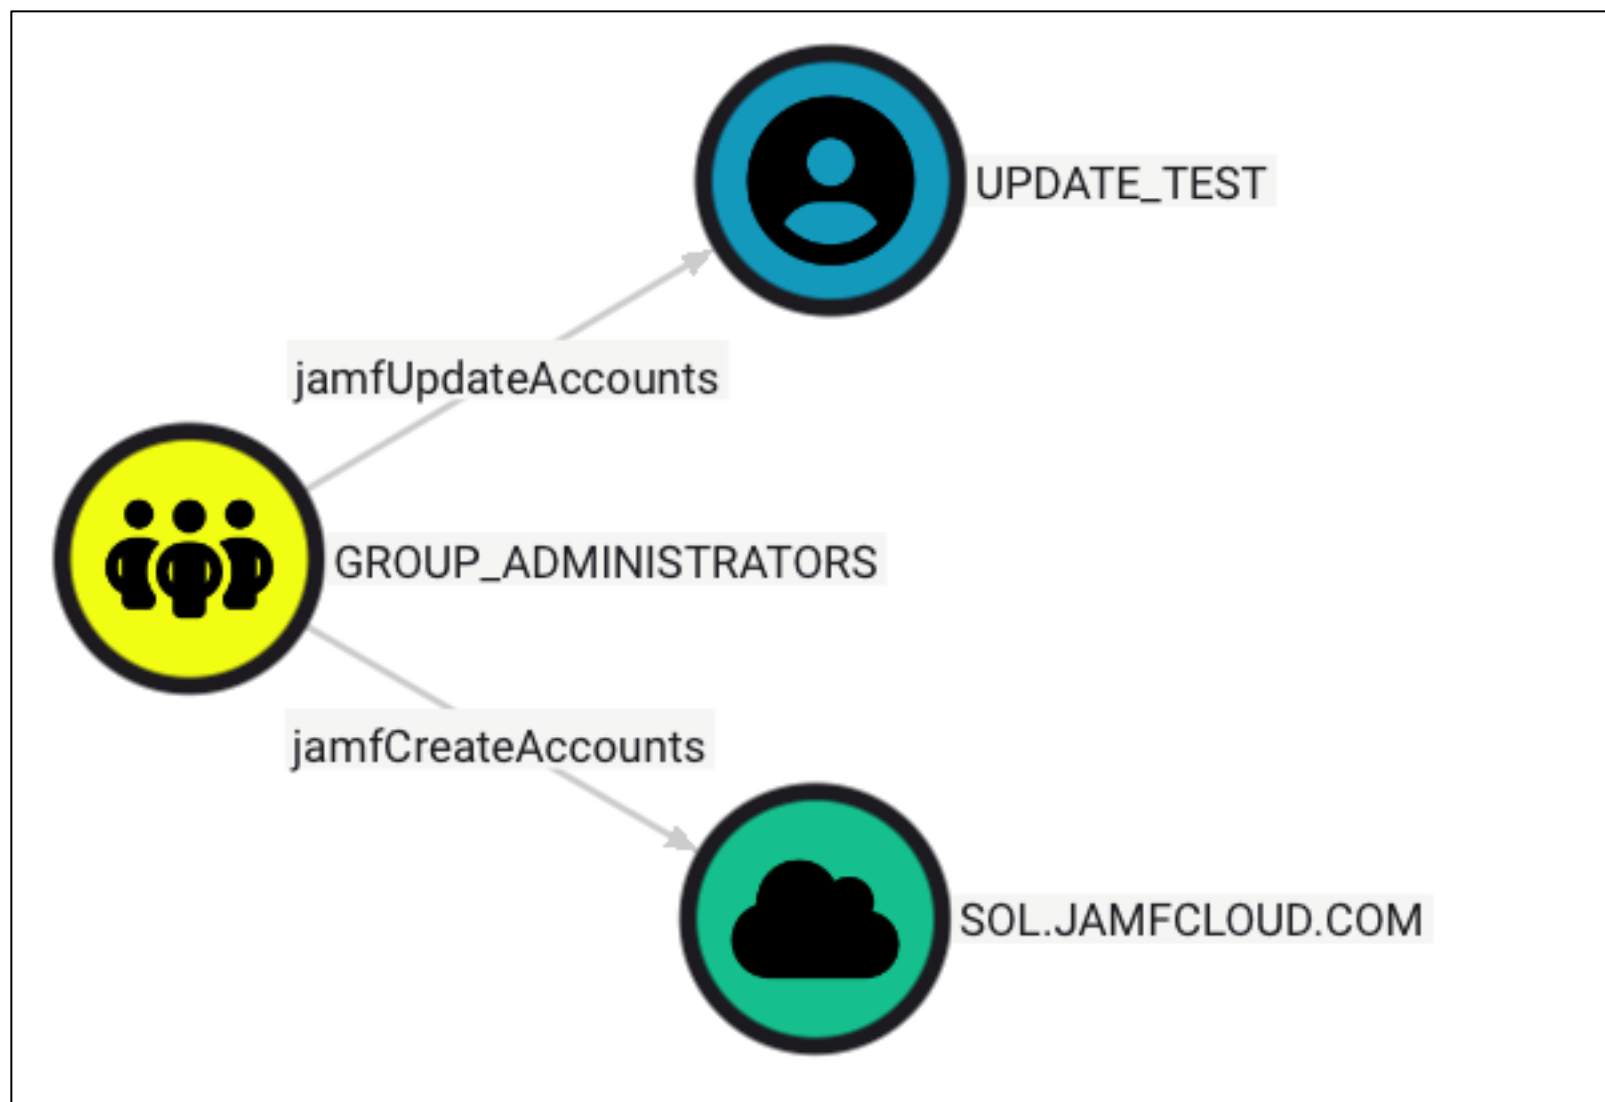 UPDATE_TEST
jamfUpdateAccounts
GROUP_ADMINISTRATORS
jamfCreateAccounts
SOL.JAMFCLOUD.COM